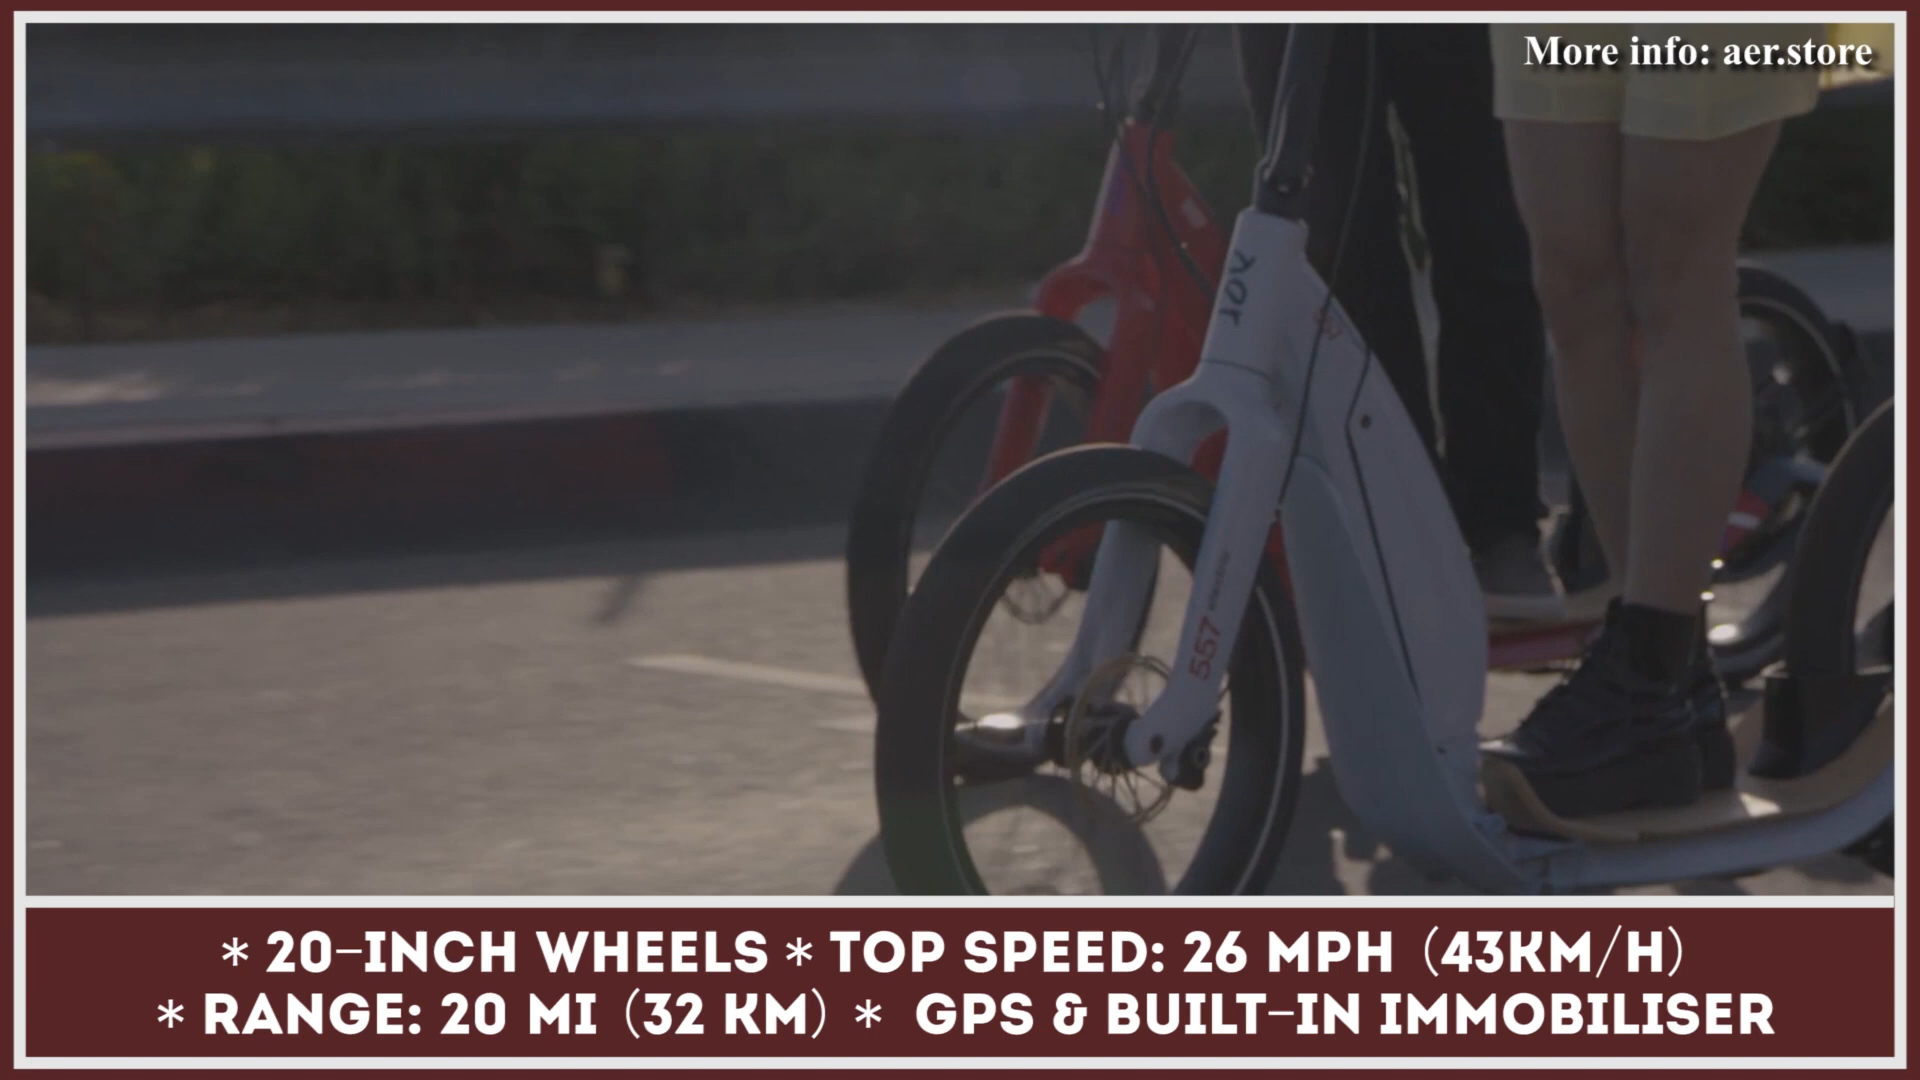 More info: aer.store
557 electric
* 20-INCH WHEELS * TOP SPEED: 26 MPH (43KM/H)
* RANGE: 20 MI (32 KM) * GPS & BUILT-IN IMMOBILISER